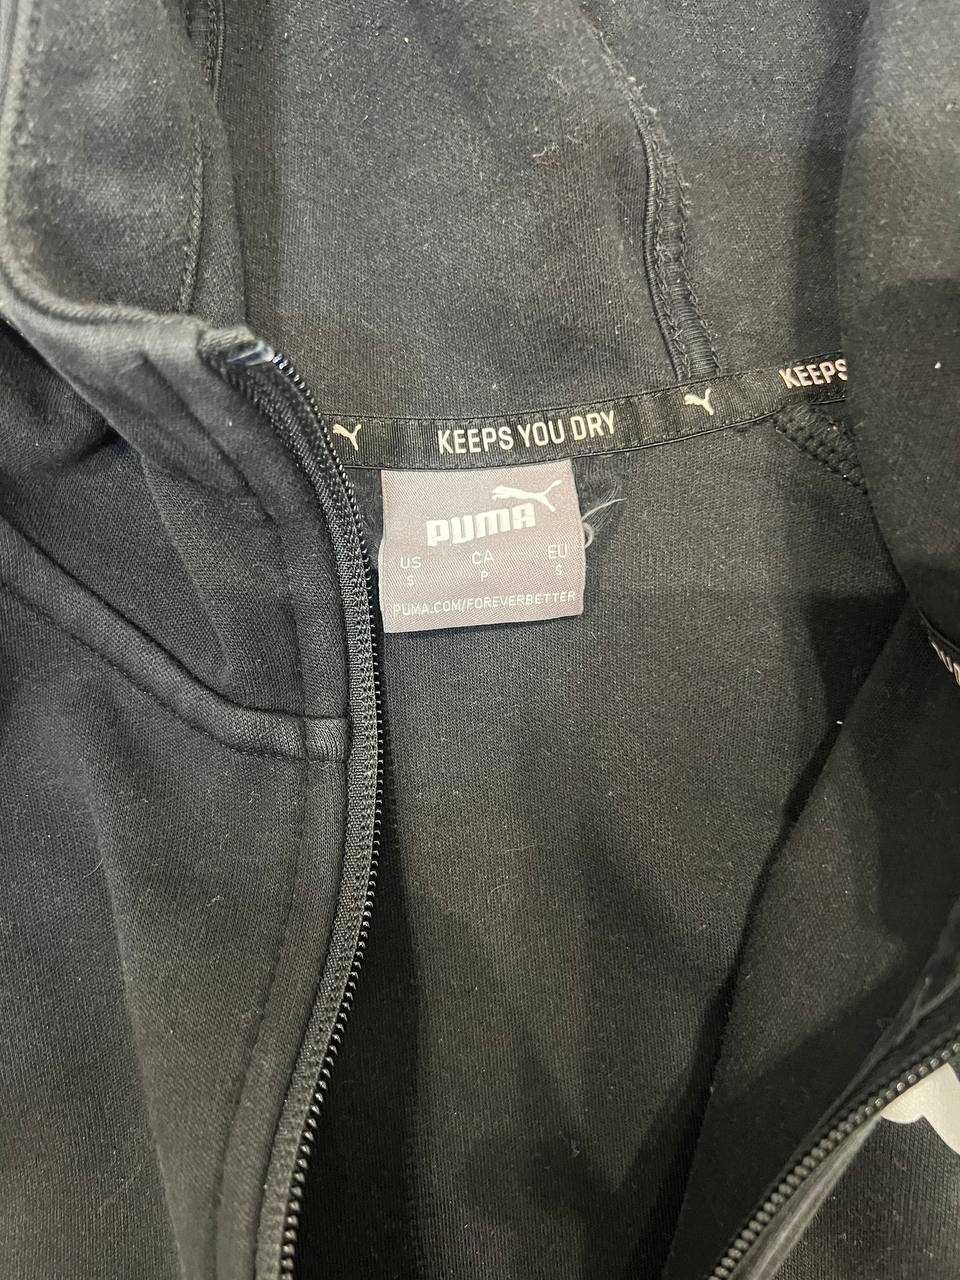 KEEPS YOU DRY
KEEPS
PUMA
US CA EU
S P S
PUMA.COM/FOREVERBETTER